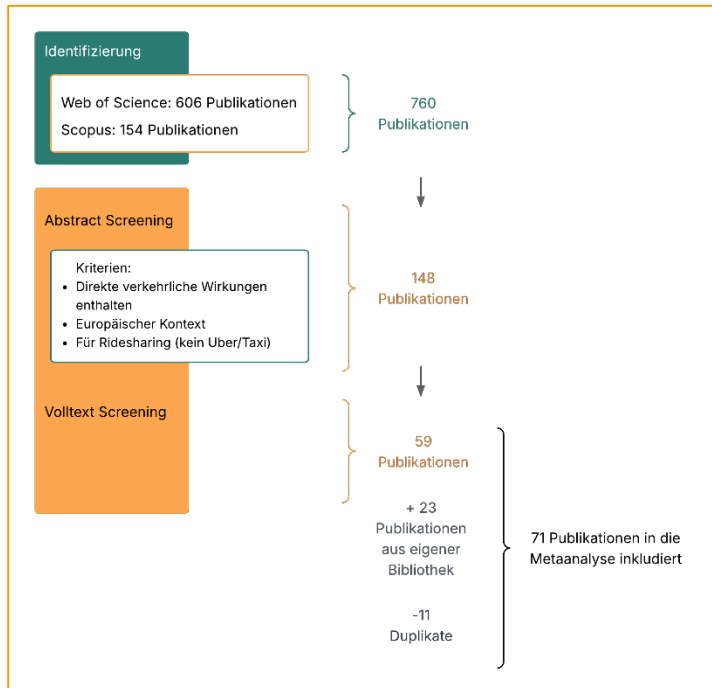 Identifizierung
Web of Science: 606 Publikationen
Scopus: 154 Publikationen
760
Publikationen
Abstract Screening
Kriterien:
• Direkte verkehrliche Wirkungen
enthalten
• Europäischer Kontext
• Für Ridesharing (kein Uber/Taxi)
148
Publikationen
Volltext Screening
59
Publikationen
+ 23
Publikationen
aus eigener
Bibliothek
-11
Duplikate
71 Publikationen in die
Metaanalyse inkludiert